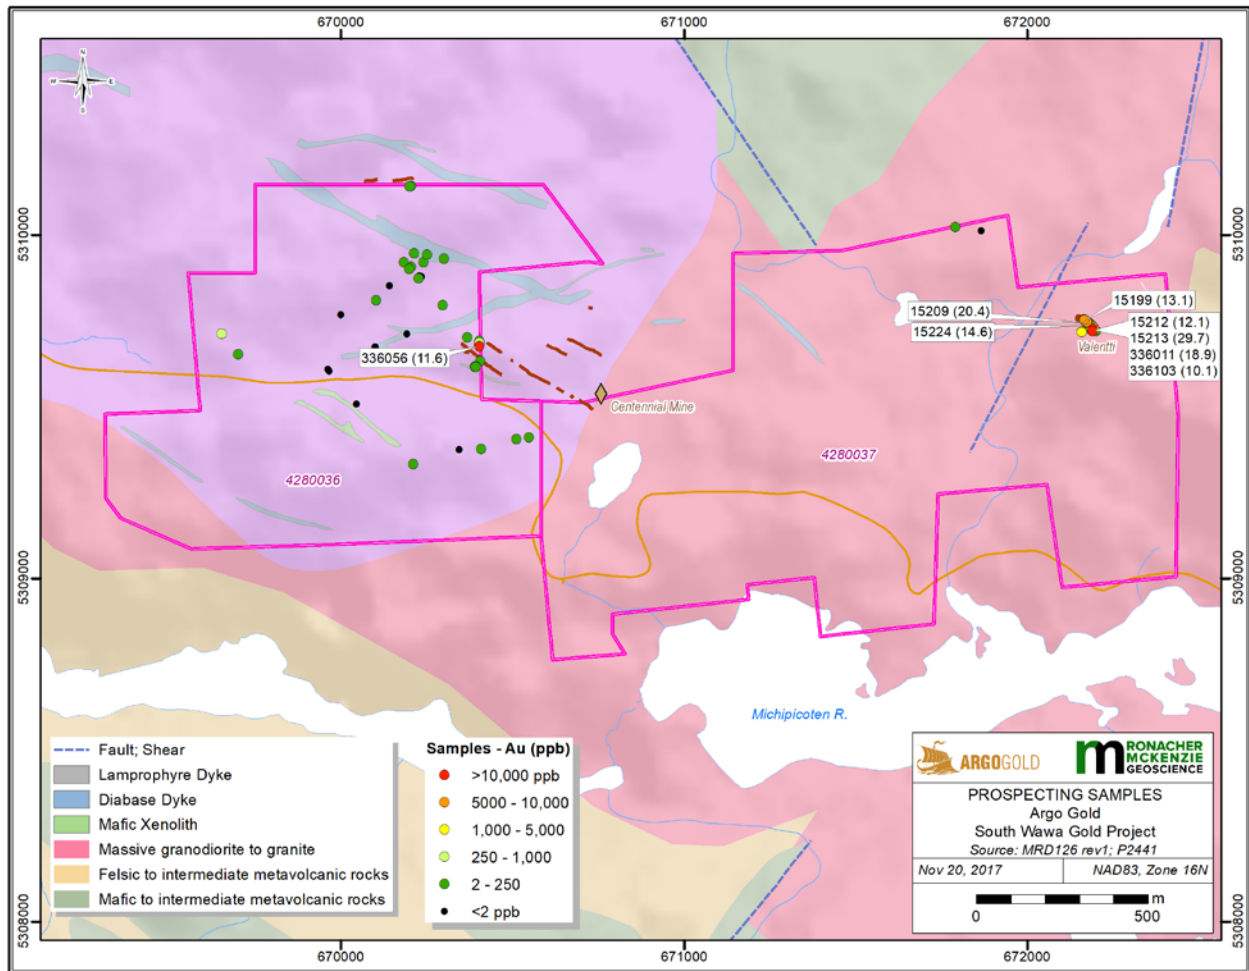 670000
671000
672000
N
W
E
S
5310000
5310000
15199 (13.1)
15209 (20.4)
15212 (12.1)
15224 (14.6)
15213 (29.7)
336011 (18.9)
336103 (10.1)
Valentti
336056 (11.6)
Centennial Mine
4280036
4280037
5309000
5309000
Michipicoten R.
Fault; Shear
Lamprophyre Dyke
Diabase Dyke
Mafic Xenolith
Massive granodiorite to granite
Felsic to intermediate metavolcanic rocks
Mafic to intermediate metavolcanic rocks
Samples - Au (ppb)
>10,000 ppb
5000 - 10,000
1,000 - 5,000
250 - 1,000
2 - 250
<2 ppb
ARGOGOLD
rm RONACHER
MCKENZIE
GEOSCIENCE
PROSPECTING SAMPLES
Argo Gold
South Wawa Gold Project
Source: MRD126 rev1; P2441
Nov 20, 2017
NAD83, Zone 16N
m
0
500
5308000
5308000
670000
671000
672000